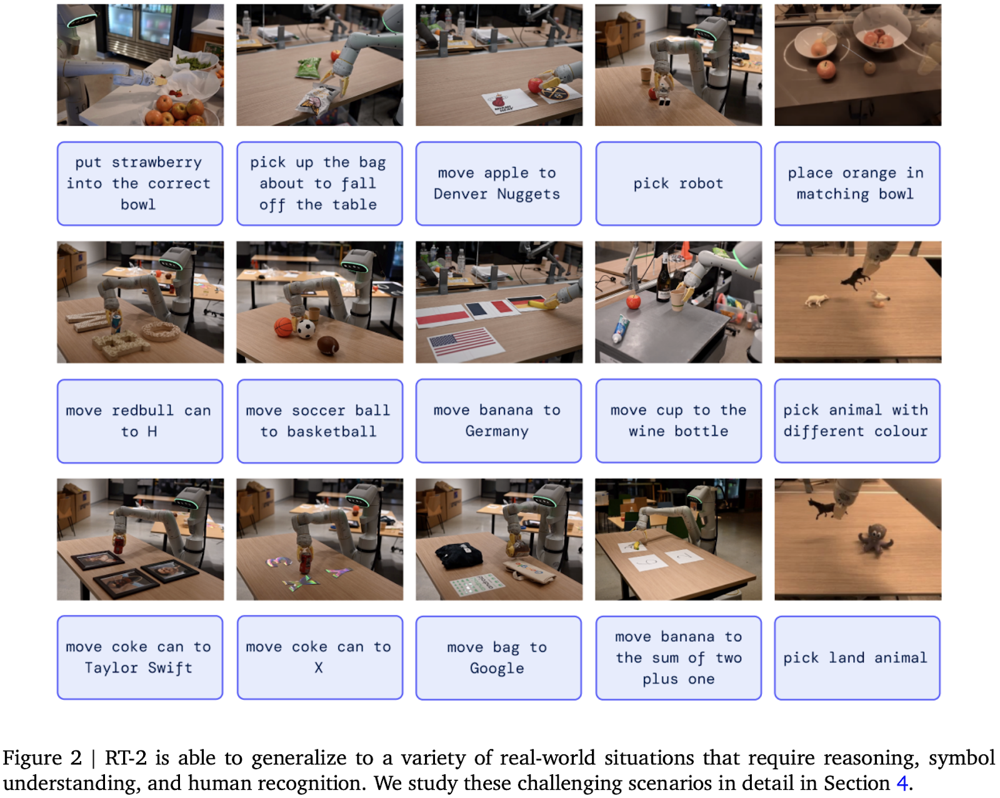 MIAMI
HEAT
put strawberry
into the correct
bowl
pick up the bag
about to fall
off the table
move apple to
Denver Nuggets
pick robot
place orange in
matching bowl
move redbull can
to H
move soccer ball
to basketball
move banana to
Germany
move cup to the
wine bottle
pick animal with
different colour
Google
move coke can to
Taylor Swift
move coke can to
X
move bag to
Google
move banana to
the sum of two
plus one
pick land animal
Figure 2 | RT-2 is able to generalize to a variety of real-world situations that require reasoning, symbol
understanding, and human recognition. We study these challenging scenarios in detail in Section 4.